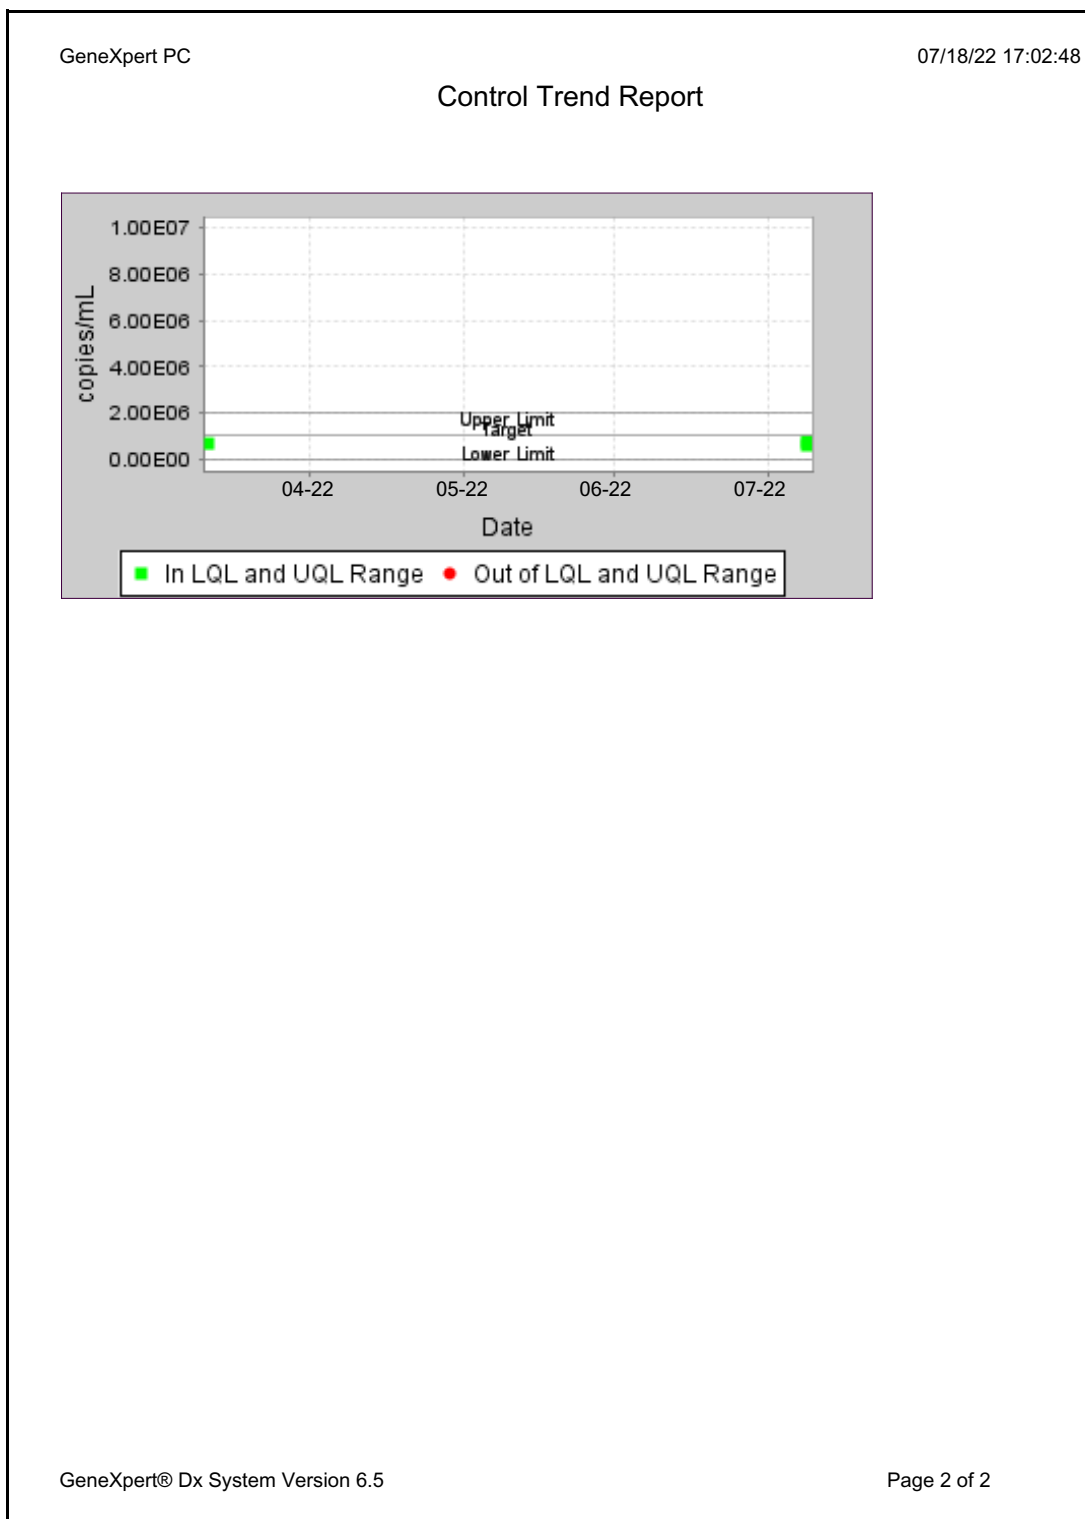 GeneXpert PC 07/18/22 17:02:48
Control Trend Report
1.00E07
8.00E06
6.00E06
4.00E06
2.00E06
0.00E00
copies/mL
Upper Limit
Target
Lower Limit
04-22 05-22 06-22 07-22
Date
In LQL and UQL Range Out of LQL and UQL Range
GeneXpert® Dx System Version 6.5 Page 2 of 2